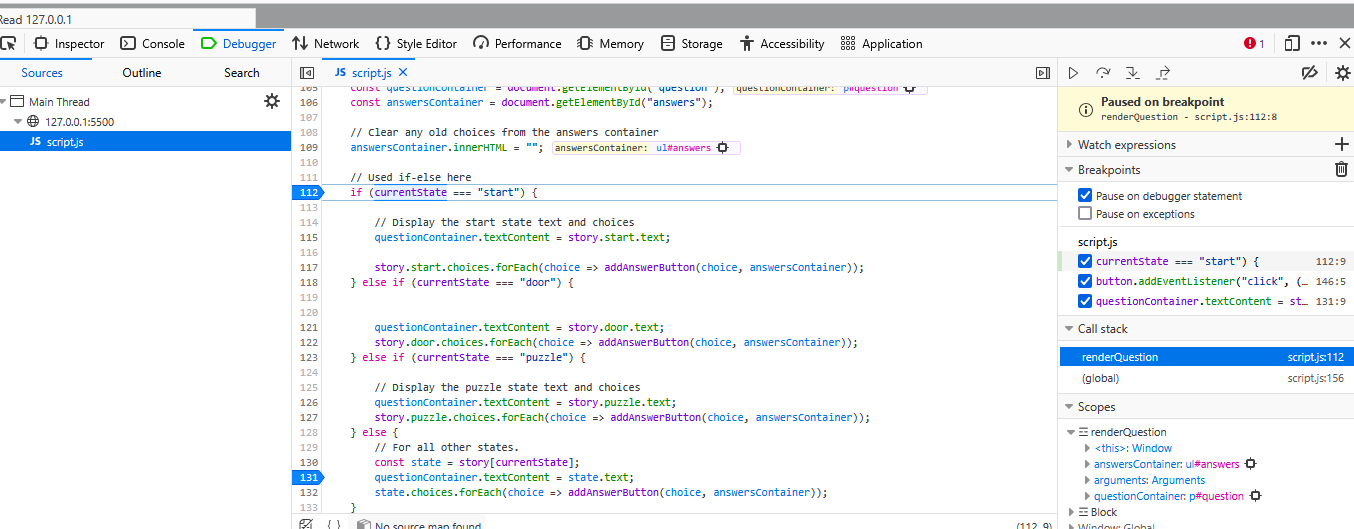 Read 127.0.0.1
Inspector Console Debugger Network Style Editor Performance Memory Storage Accessibility Application 1
Sources Outline Search
Main Thread
127.0.0.1:5500
JS script.js
JS script.js
105 const questionContainer = document.getElementById("question"); questionContainer: p#question
106 const answersContainer = document.getElementById("answers");
107
108 // Clear any old choices from the answers container
109 answersContainer.innerHTML = ""; answersContainer: ul#answers
110
111 // Used if-else here
112 if (currentState === "start") {
113
114 // Display the start state text and choices
115 questionContainer.textContent = story.start.text;
116
117 story.start.choices.forEach(choice => addAnswerButton(choice, answersContainer));
118 } else if (currentState === "door") {
119
120
121 questionContainer.textContent = story.door.text;
122 story.door.choices.forEach(choice => addAnswerButton(choice, answersContainer));
123 } else if (currentState === "puzzle") {
124
125 // Display the puzzle state text and choices
126 questionContainer.textContent = story.puzzle.text;
127 story.puzzle.choices.forEach(choice => addAnswerButton(choice, answersContainer));
128 } else {
129 // For all other states.
130 const state = story[currentState];
131 questionContainer.textContent = state.text;
132 state.choices.forEach(choice => addAnswerButton(choice, answersContainer));
133 }
{ } No source map found (112, 9)
Paused on breakpoint
renderQuestion - script.js:112:8
Watch expressions
Breakpoints
Pause on debugger statement
Pause on exceptions
script.js
currentState === "start") { 112:9
button.addEventListener("click", (… 146:5
questionContainer.textContent = st… 131:9
Call stack
renderQuestion script.js:112
(global) script.js:156
Scopes
renderQuestion
<this>: Window
answersContainer: ul#answers
arguments: Arguments
questionContainer: p#question
Block
Window: Global